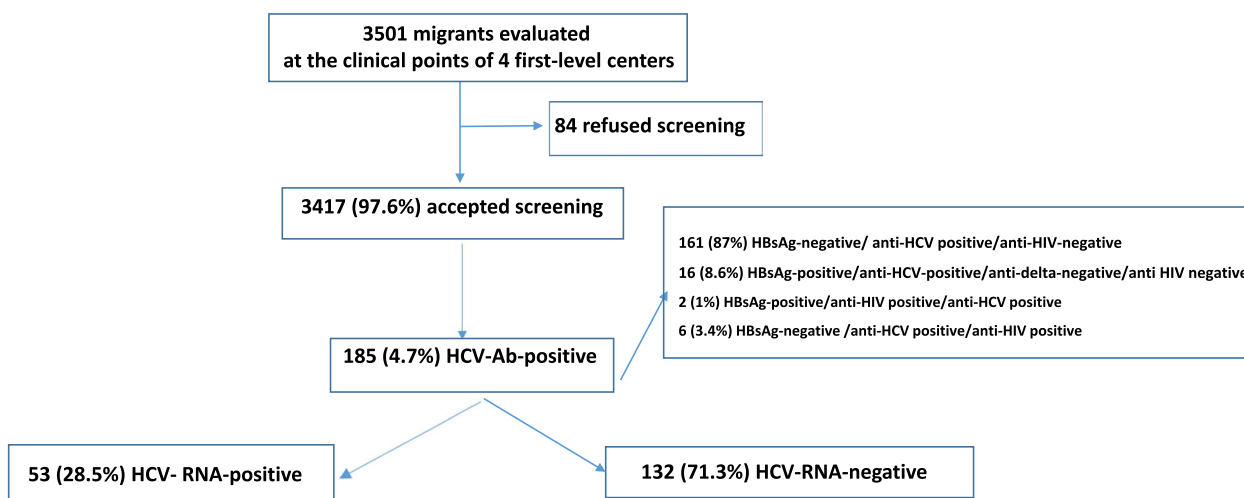 3501 migrants evaluated
at the clinical points of 4 first-level centers
84 refused screening
3417 (97.6%) accepted screening
161 (87%) HBsAg-negative/ anti-HCV positive/anti-HIV-negative
16 (8.6%) HBsAg-positive/anti-HCV-positive/anti-delta-negative/anti HIV negative
2 (1%) HBsAg-positive/anti-HIV positive/anti-HCV positive
6 (3.4%) HBsAg-negative /anti-HCV positive/anti-HIV positive
185 (4.7%) HCV-Ab-positive
53 (28.5%) HCV- RNA-positive
132 (71.3%) HCV-RNA-negative